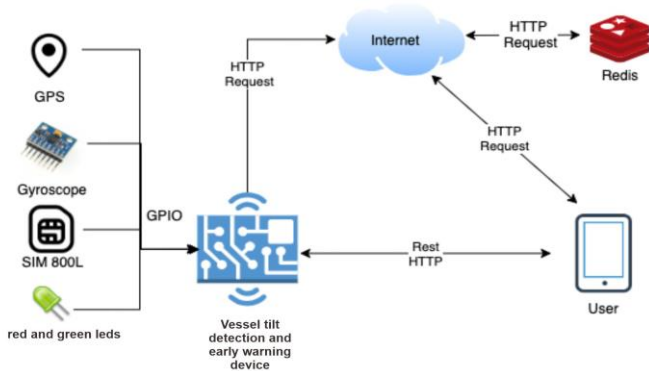 GPS
Gyroscope
SIM 800L
red and green leds
GPIO
HTTP
Request
Internet
HTTP
Request
Redis
HTTP
Request
Rest
HTTP
User
Vessel tilt
detection and
early warning
device